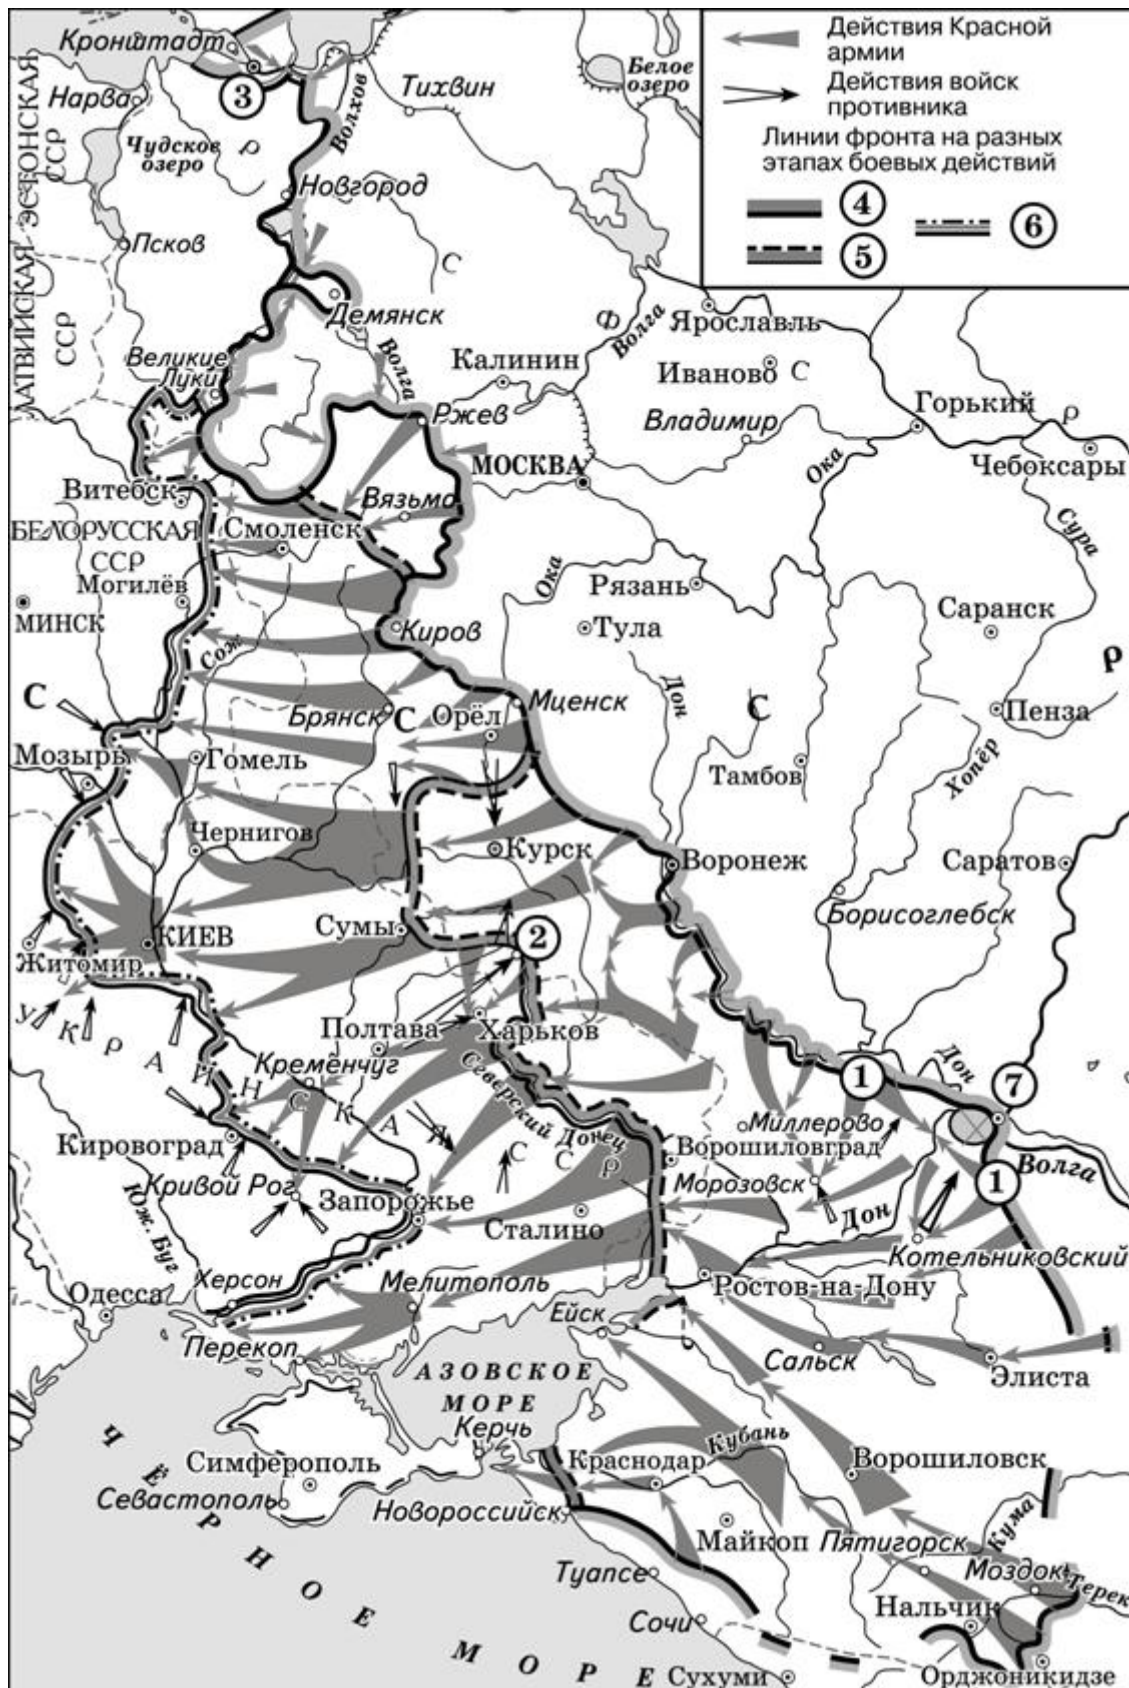 Действия Красной
армии
Действия войск
противника
Линии фронта на разных
этапах боевых действий
4
5
6
Кронштадт
3
Нарва
Волхов
Тихвин
Белое
озеро
ЭСТОНСКАЯ
ССР
Чудское
озеро
Р
Новгород
Псков
С
ЛАТВИЙСКАЯ
ССР
Демянск
Ф
Волга
Ярославль
Великие
Луки
Волга
Калинин
Иваново
С
Ржев
Владимир
Горький
Р
МОСКВА
Ока
Чебоксары
Витебск
Вязьма
БЕЛОРУССКАЯ
ССР
Смоленск
Сура
Могилёв
Ока
Рязань
МИНСК
Киров
Тула
Саранск
Сож
Р
С
Дон
Брянск
С
Мценск
С
Пенза
Орёл
Мозырь
Гомель
Тамбов
Хопёр
Чернигов
Курск
Воронеж
Саратов
Борисоглебск
Сумы
КИЕВ
2
Житомир
Полтава
Харьков
УКРАИНСКАЯ
ССР
Кременчуг
Северский Донец
1
Дон
7
Миллерово
Кировоград
Ворошиловград
Волга
Кривой Рог
Запорожье
Морозовск
1
Юж. Буг
Сталино
Дон
Котельниковский
Херсон
Мелитополь
Ростов-на-Дону
Одесса
Ейск
Перекоп
Сальск
АЗОВСКОЕ
МОРЕ
Элиста
Керчь
Кубань
Симферополь
Краснодар
Ворошиловск
Севастополь
Новороссийск
Кума
Майкоп
Пятигорск
Моздок
Терек
Туапсе
Нальчик
Сочи
ЧЁРНОЕ МОРЕ
Сухуми
Орджоникидзе